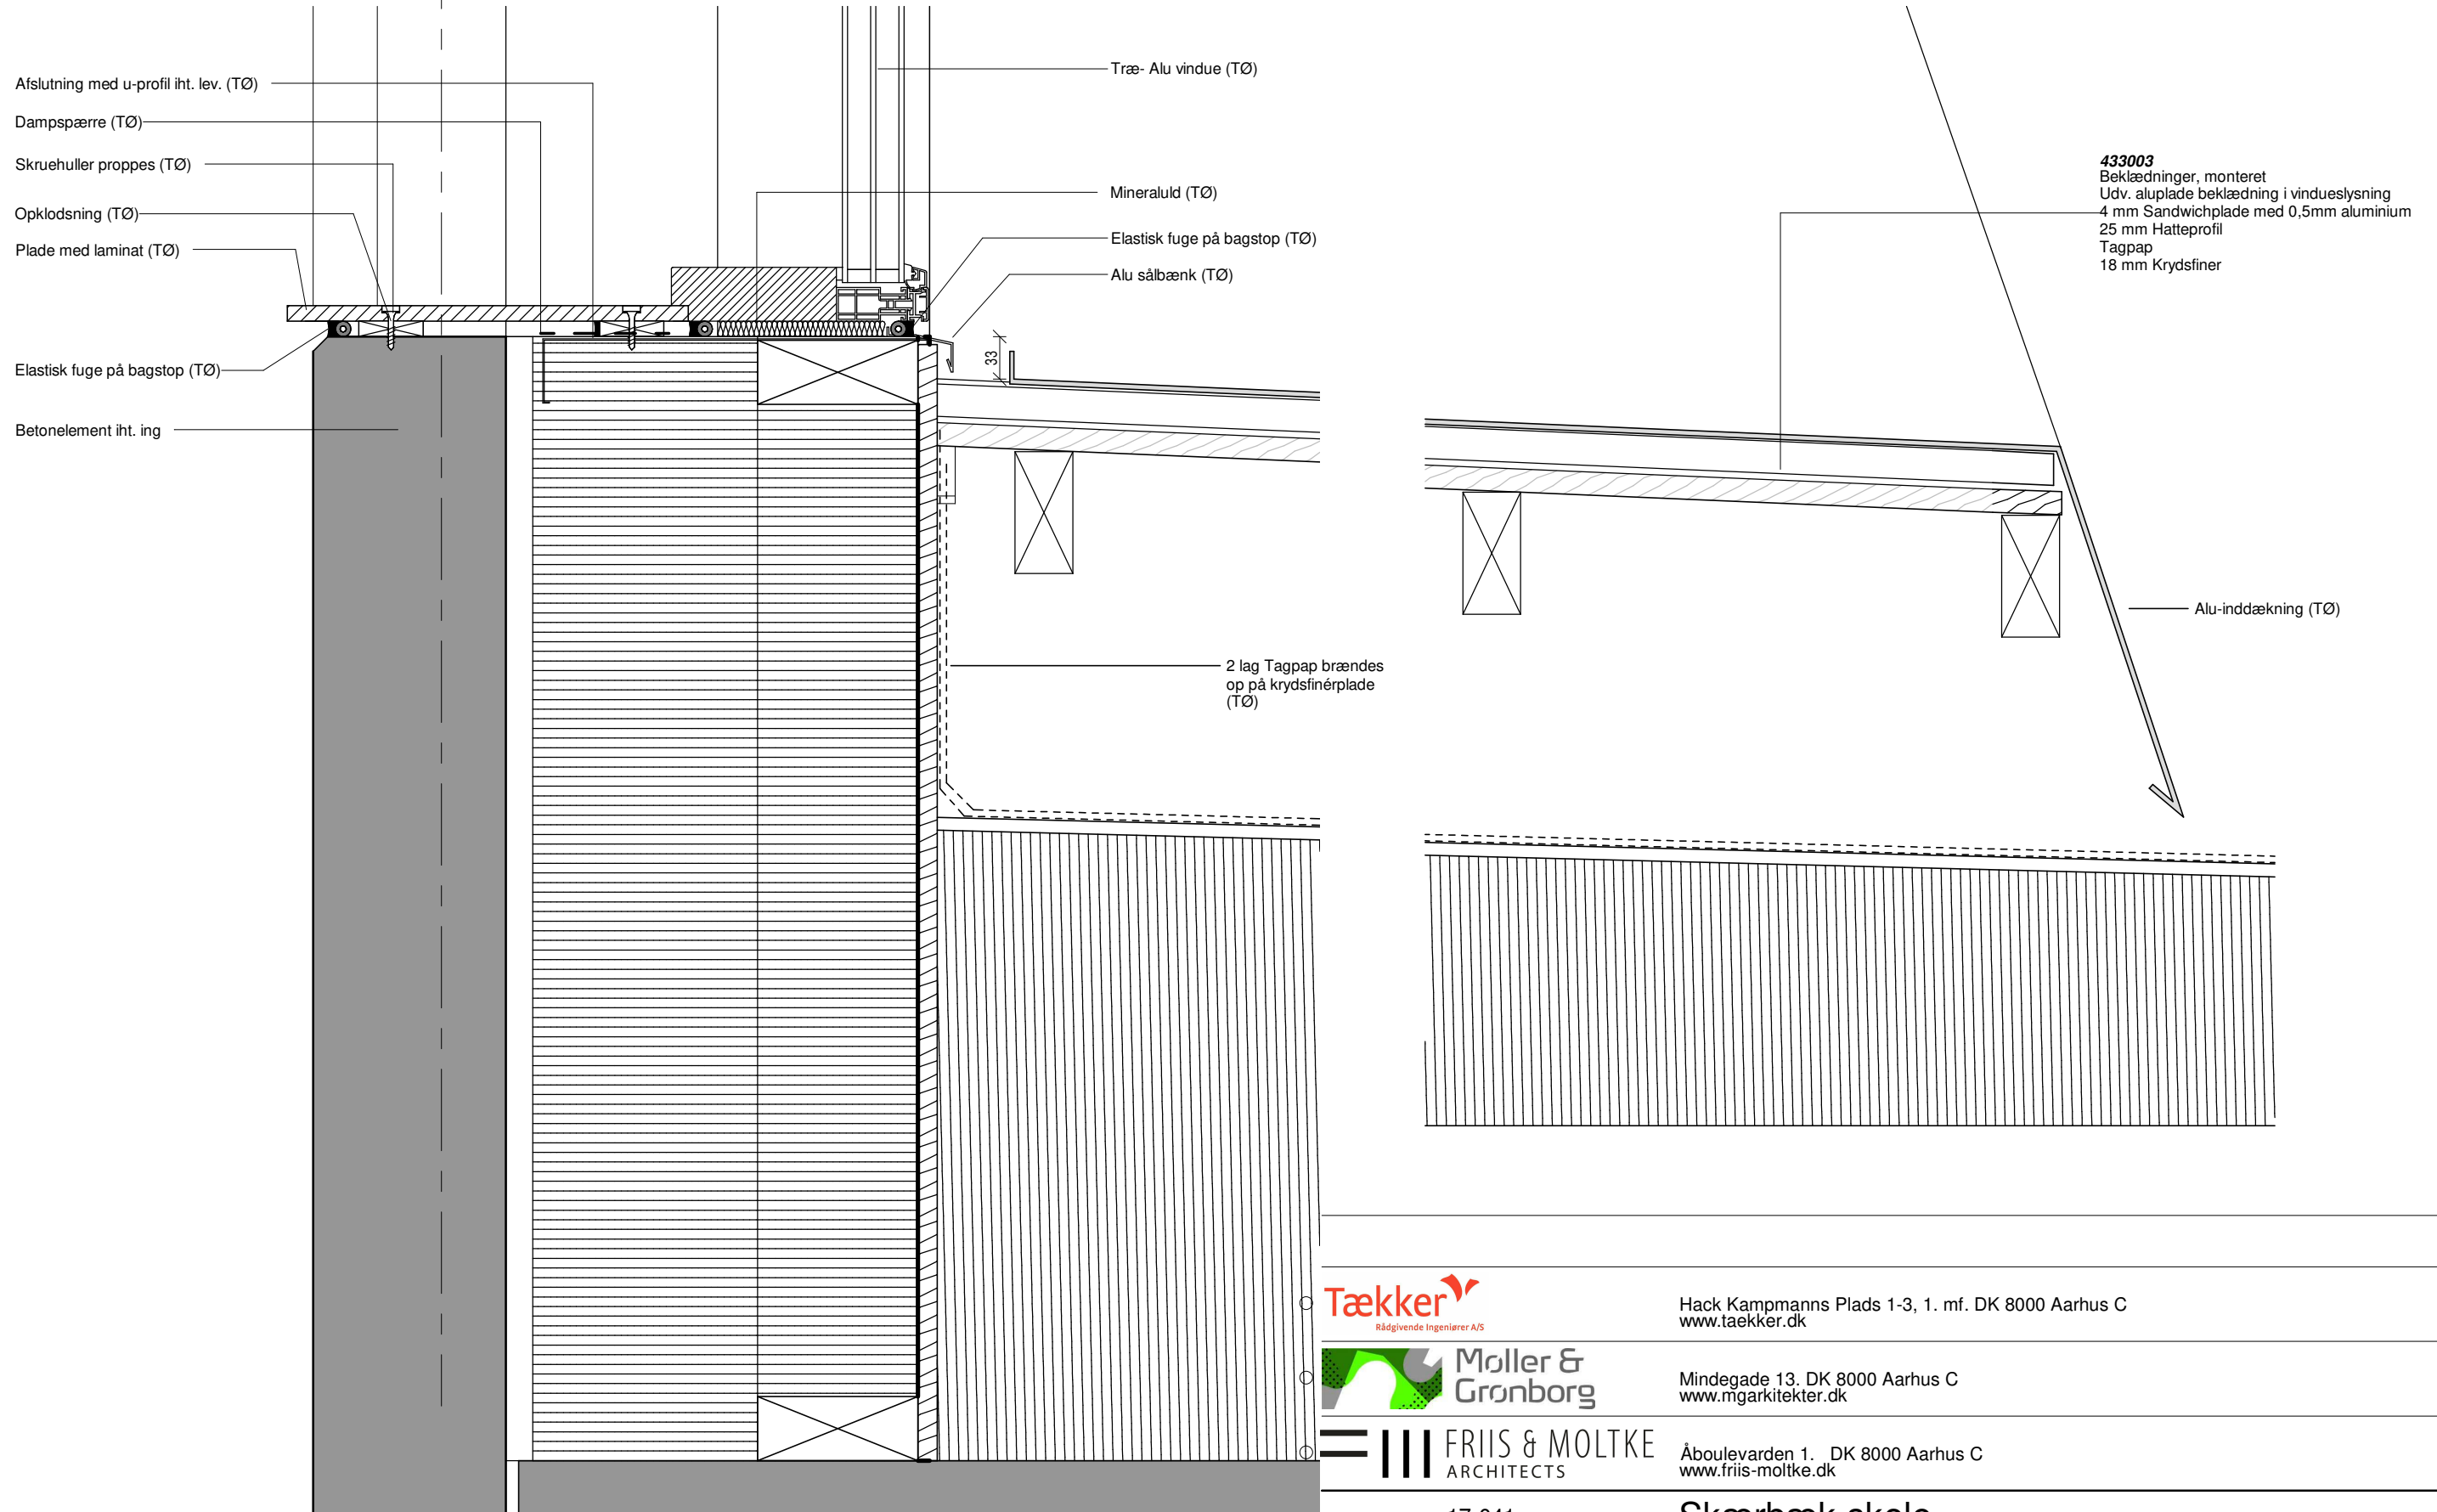 Afslutning med u-profil iht. lev. (TØ)
Dampspærre (TØ)
Skruehuller proppes (TØ)
Opklodsning (TØ)
Plade med laminat (TØ)
Elastisk fuge på bagstop (TØ)
Betonelement iht. ing
Træ- Alu vindue (TØ)
Mineraluld (TØ)
Elastisk fuge på bagstop (TØ)
Alu sålbænk (TØ)
33
2 lag Tagpap brændes
op på krydsfinérplade
(TØ)
433003
Beklædninger, monteret
Udv. aluplade beklædning i vindueslysning
4 mm Sandwichplade med 0,5mm aluminium
25 mm Hatteprofil
Tagpap
18 mm Krydsfiner
Alu-inddækning (TØ)
Tækker
Rådgivende Ingeniører A/S
Hack Kampmanns Plads 1-3, 1. mf. DK 8000 Aarhus C
www.taekker.dk
Møller &
Grønborg
Mindegade 13. DK 8000 Aarhus C
www.mgarkitekter.dk
FRIIS & MOLTKE
ARCHITECTS
Åboulevarden 1. DK 8000 Aarhus C
www.friis-moltke.dk
17-041
Skærbæk skole